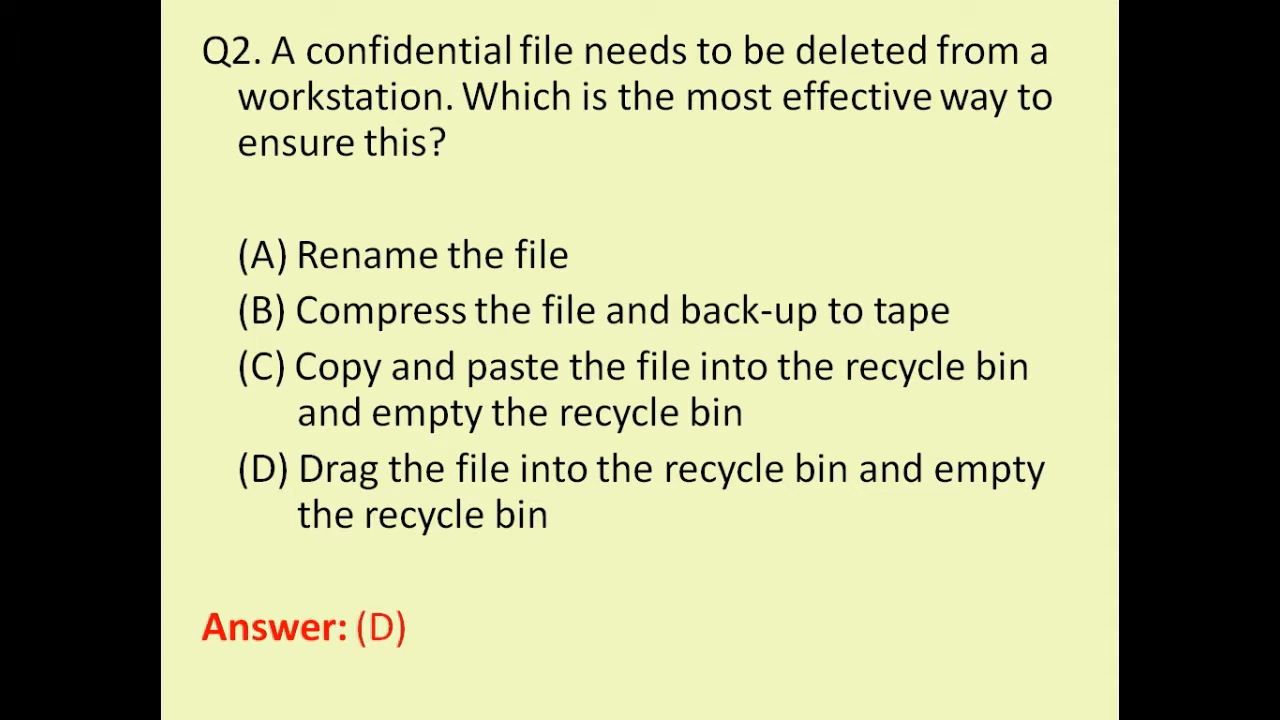 Q2. A confidential file needs to be deleted from a
workstation. Which is the most effective way to
ensure this?
(A) Rename the file
(B) Compress the file and back-up to tape
(C) Copy and paste the file into the recycle bin
and empty the recycle bin
(D) Drag the file into the recycle bin and empty
the recycle bin
Answer: (D)